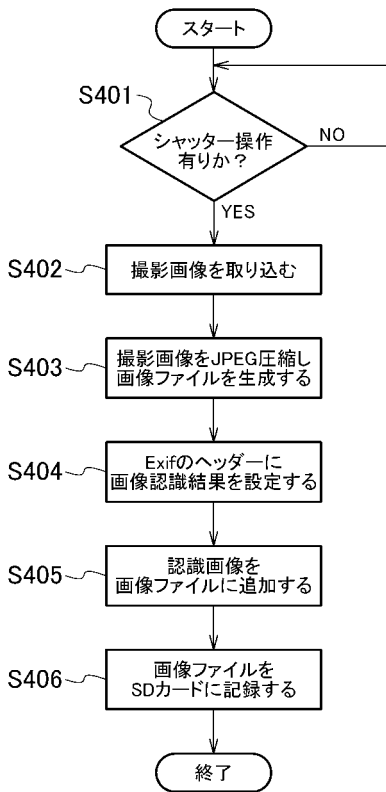 スタート
S401
シャッター操作
有りか？
NO
YES
S402
撮影画像を取り込む
S403
撮影画像をJPEG圧縮し
画像ファイルを生成する
S404
Exifのヘッダーに
画像認識結果を設定する
S405
認識画像を
画像ファイルに追加する
S406
画像ファイルを
SDカードに記録する
終了